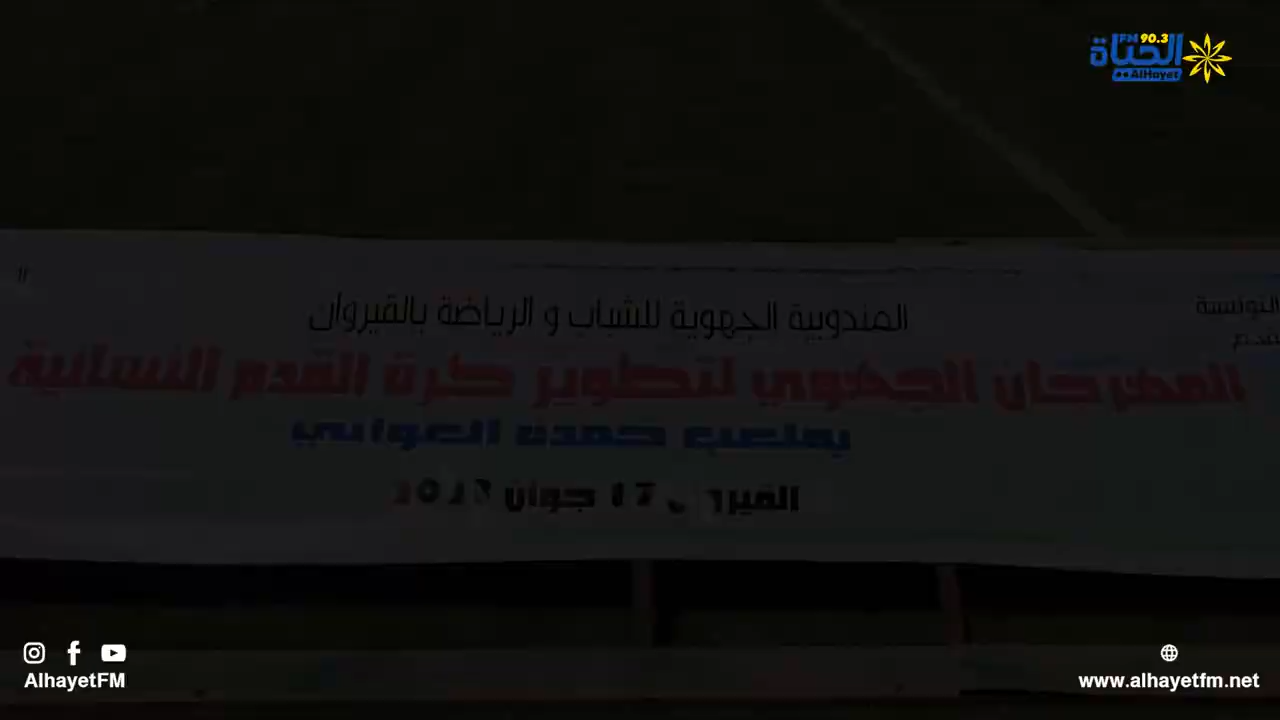 الحياة FM 90.3
AlHayet
المندوبية الجهوية للشباب و الرياضة بالقيروان
التونسية
المهرجان الجهوي لتطوير كرة القدم النسائية
بملعب حمدة العواني
17 جوان
AlhayetFM
www.alhayetfm.net